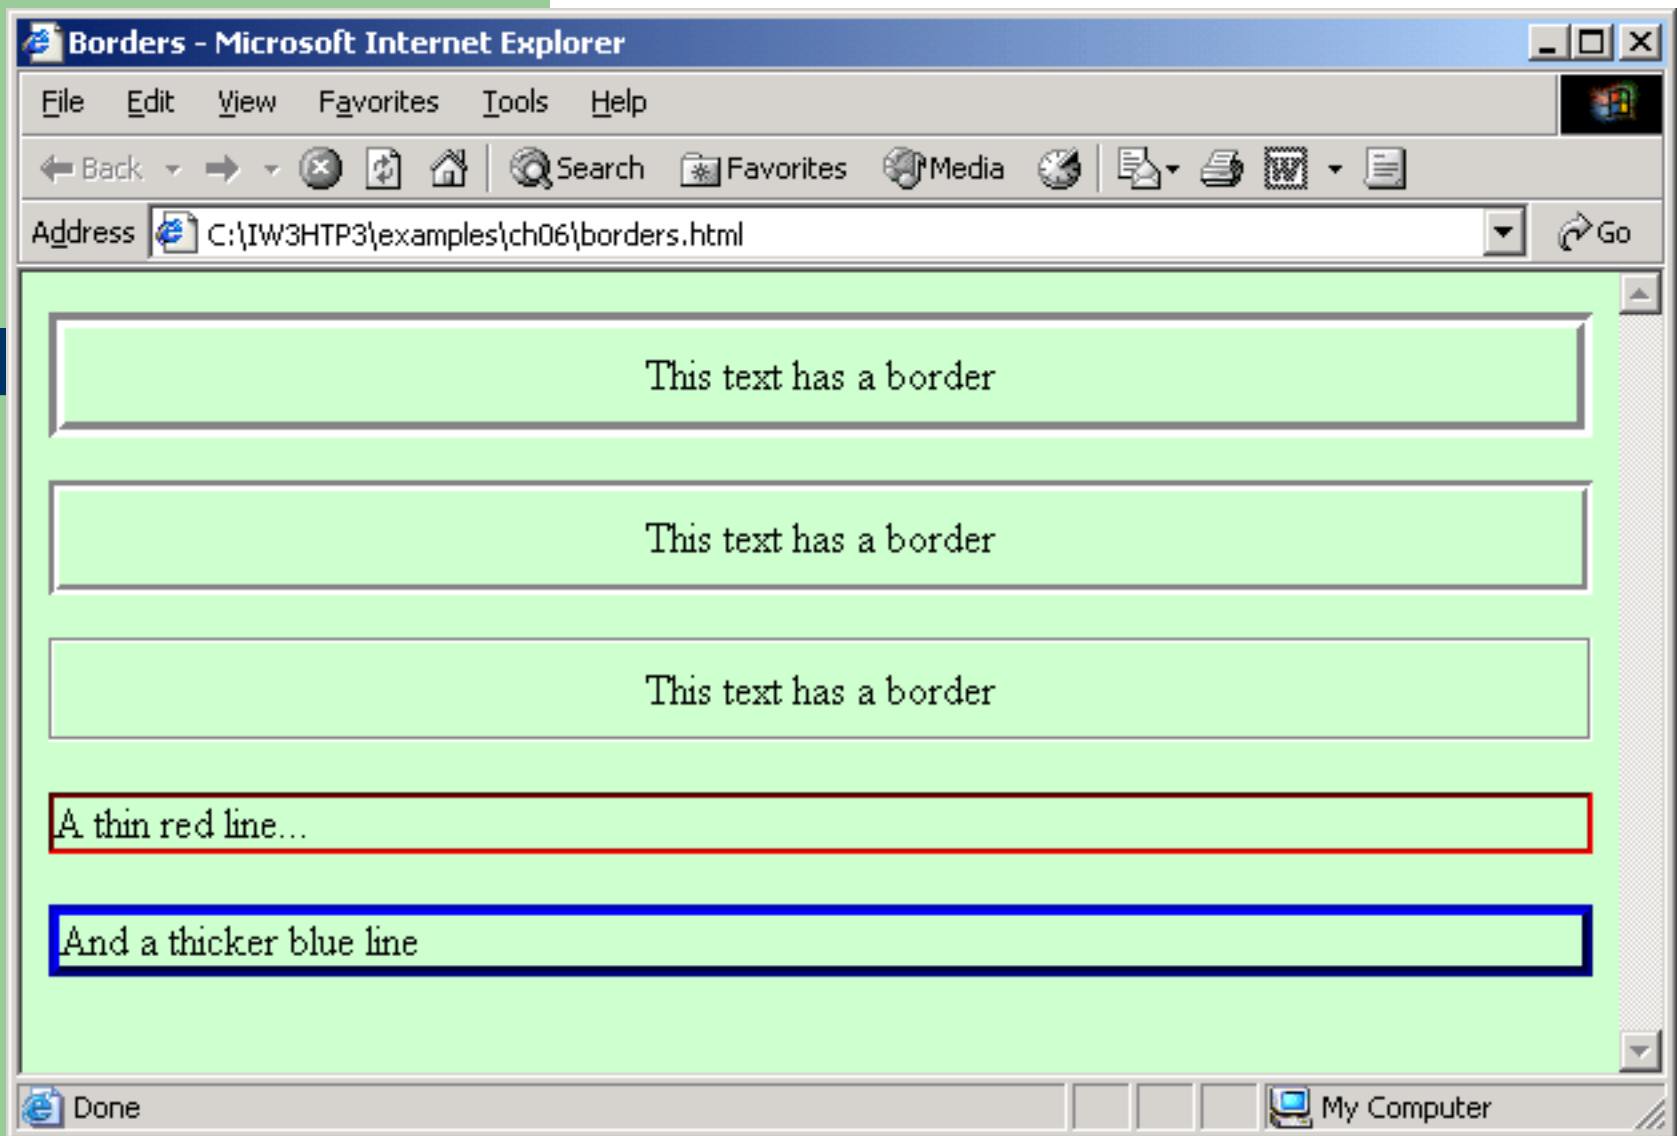 Borders - Microsoft Internet Explorer
File Edit View Favorites Tools Help
Back Search Favorites Media W
Address C:\IW3HTP3\examples\ch06\borders.html Go
This text has a border
This text has a border
This text has a border
A thin red line...
And a thicker blue line
Done My Computer